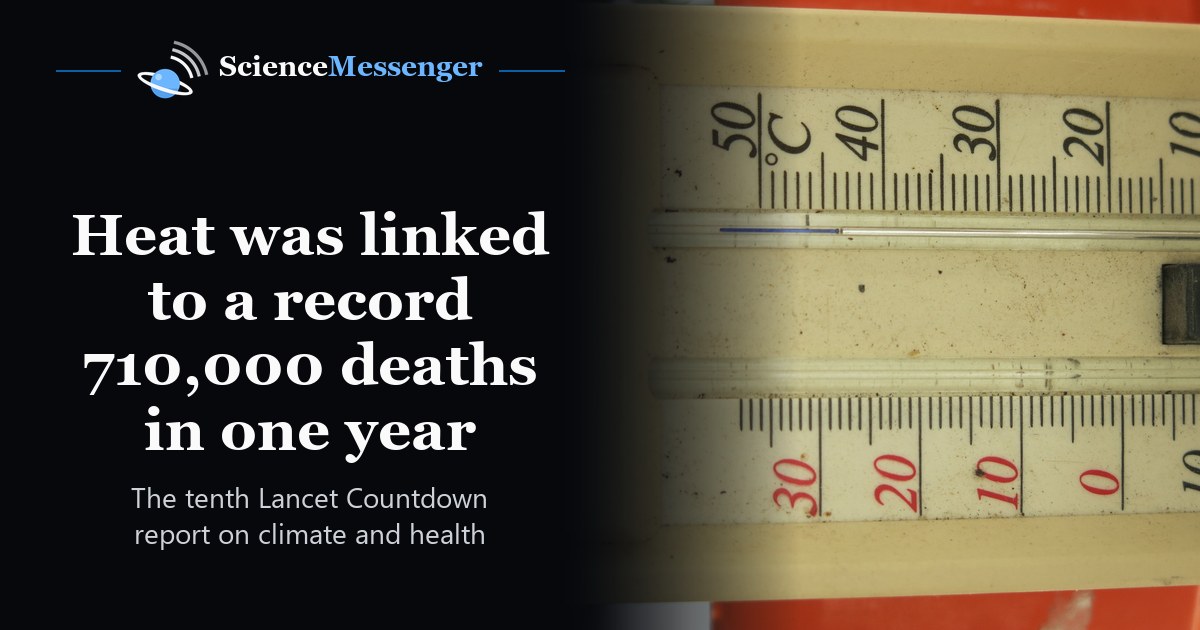 ScienceMessenger
Heat was linked
to a record
710,000 deaths
in one year
The tenth Lancet Countdown
report on climate and health
50 °C 40 30 20 10
30 20 10 0 10